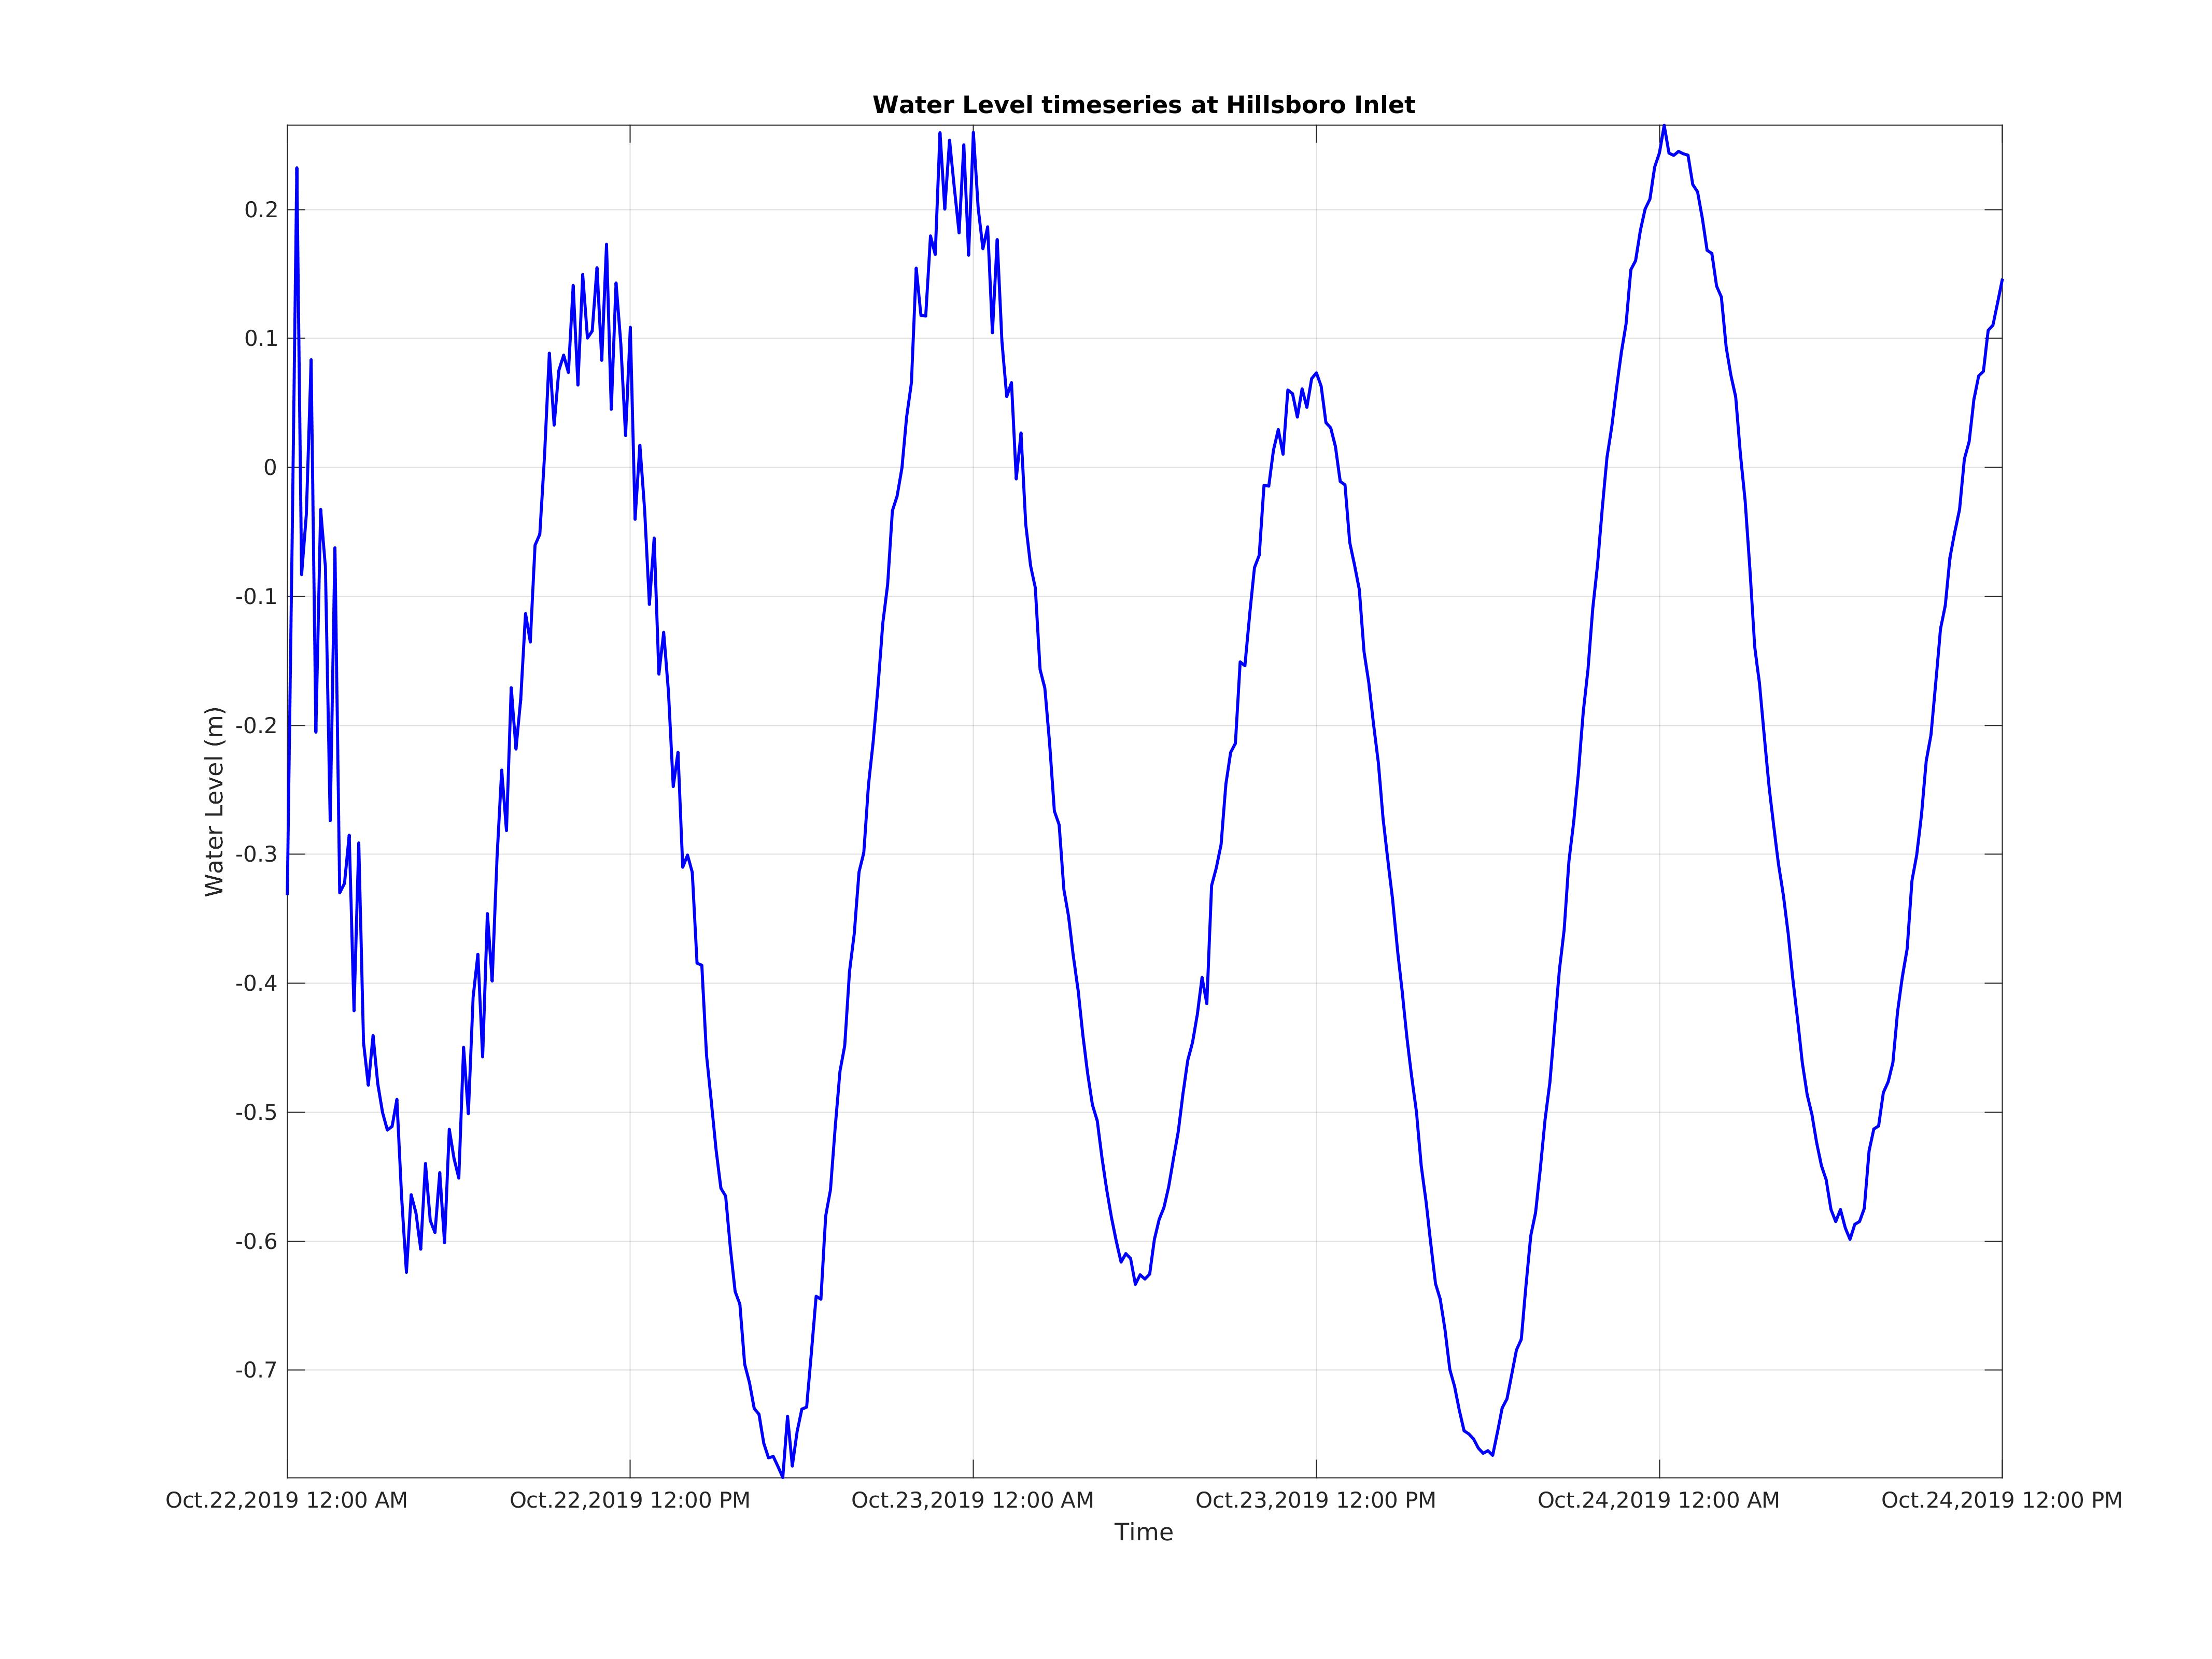 Water Level timeseries at Hillsboro Inlet
0.2
0.1
0
-0.1
-0.2
-0.3
-0.4
-0.5
-0.6
-0.7
Water Level (m)
Oct.22,2019 12:00 AM
Oct.22,2019 12:00 PM
Oct.23,2019 12:00 AM
Oct.23,2019 12:00 PM
Oct.24,2019 12:00 AM
Oct.24,2019 12:00 PM
Time